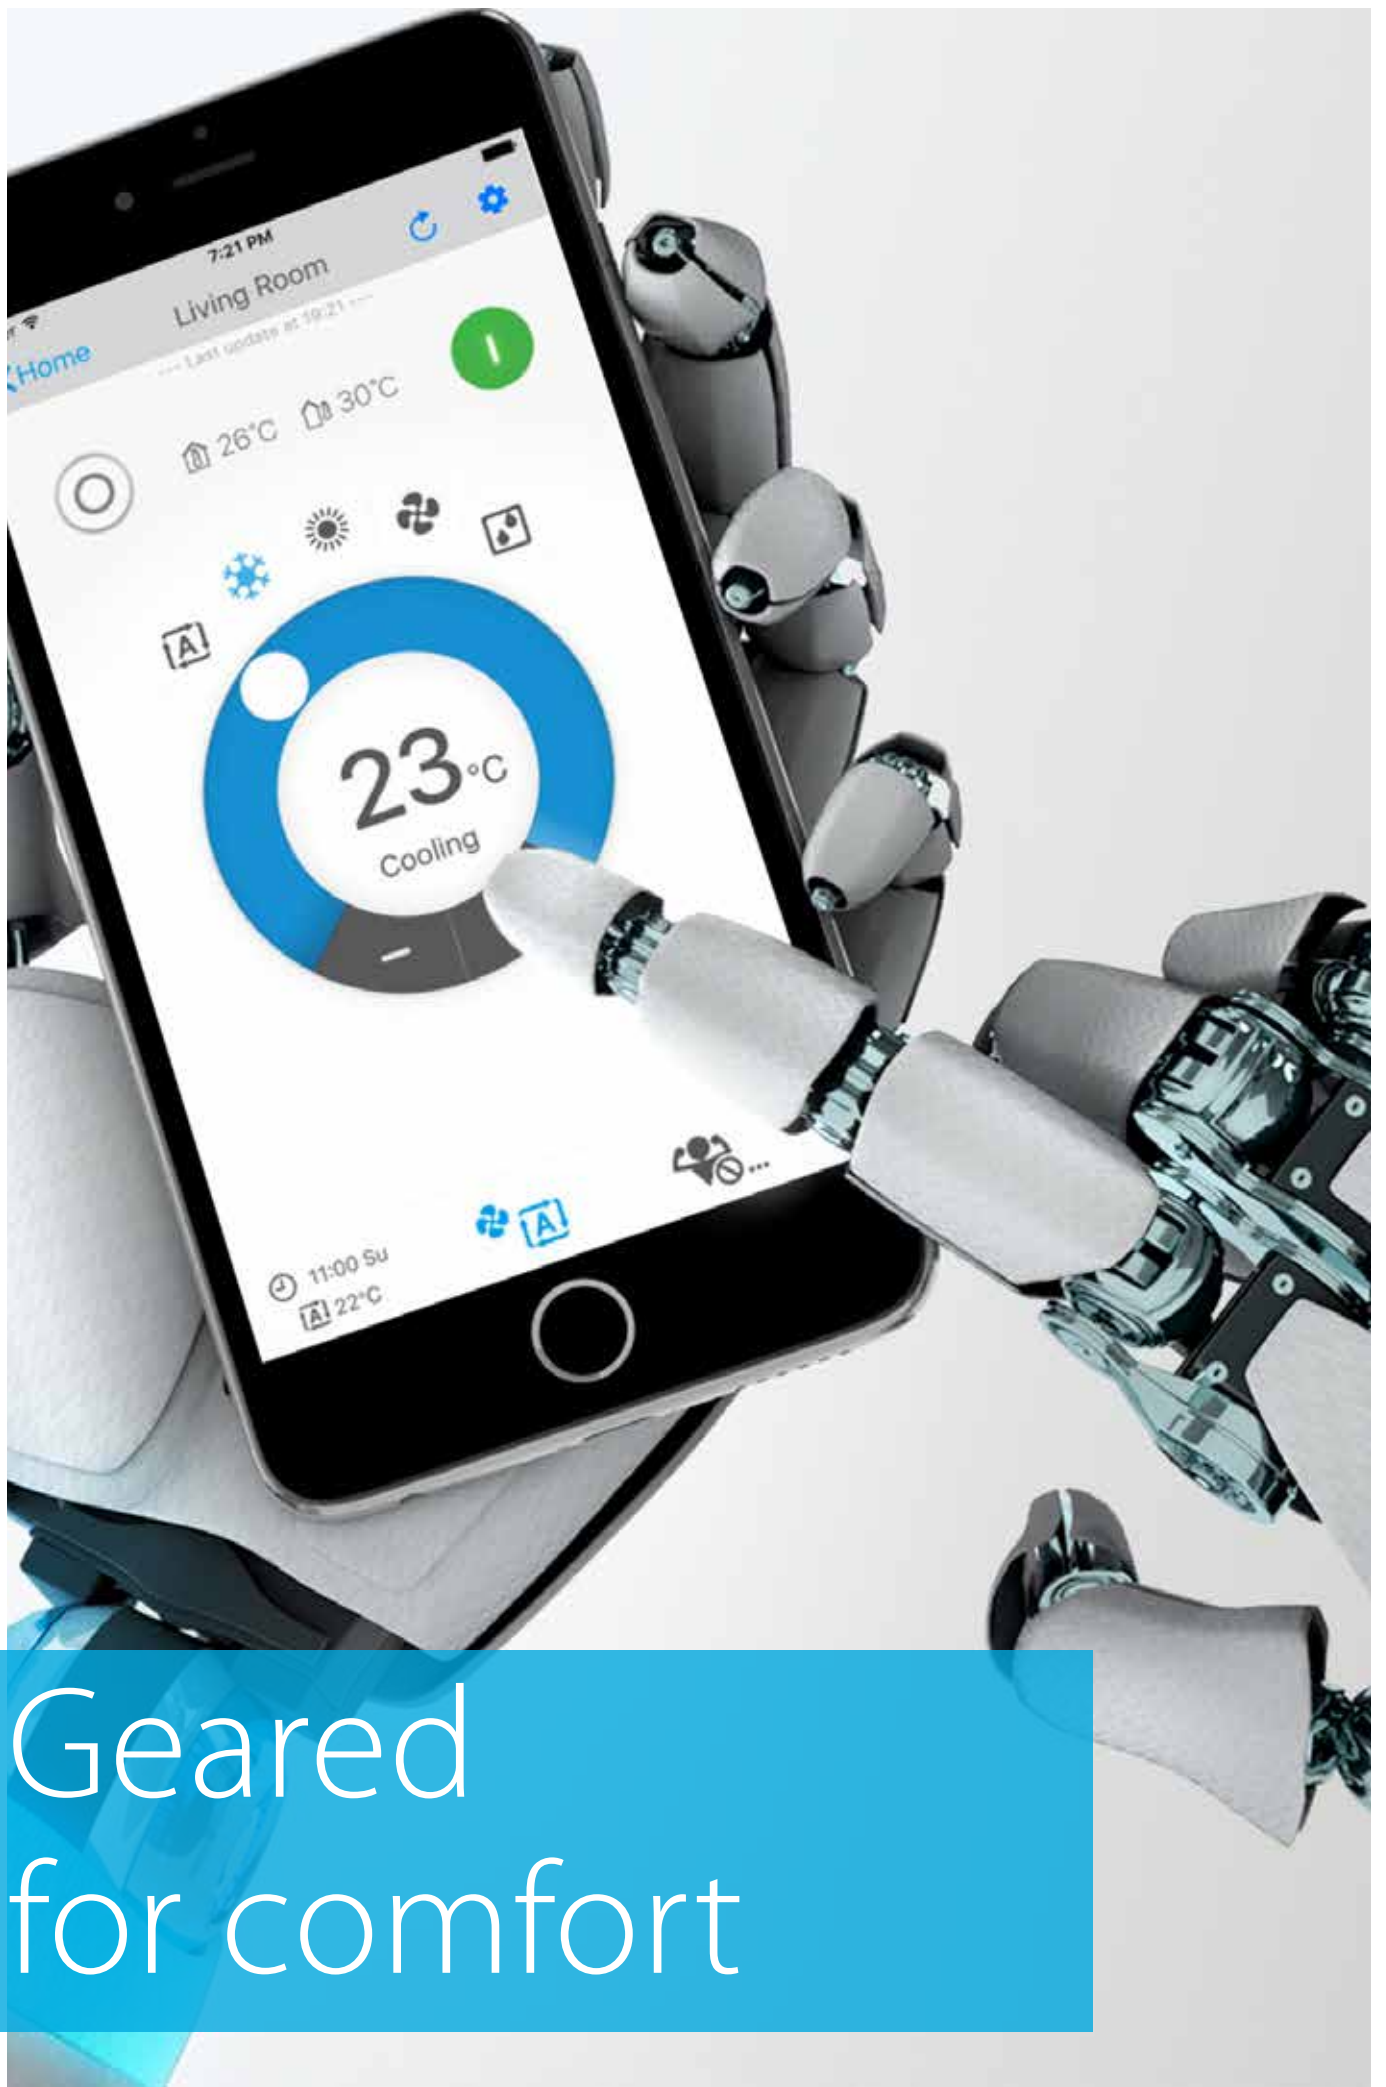 7:21 PM
Living Room
Home
--- Last update at 19:21 ---
26°C
30°C
A
23°C
Cooling
A
11:00 Su
A 22°C
Geared
for comfort